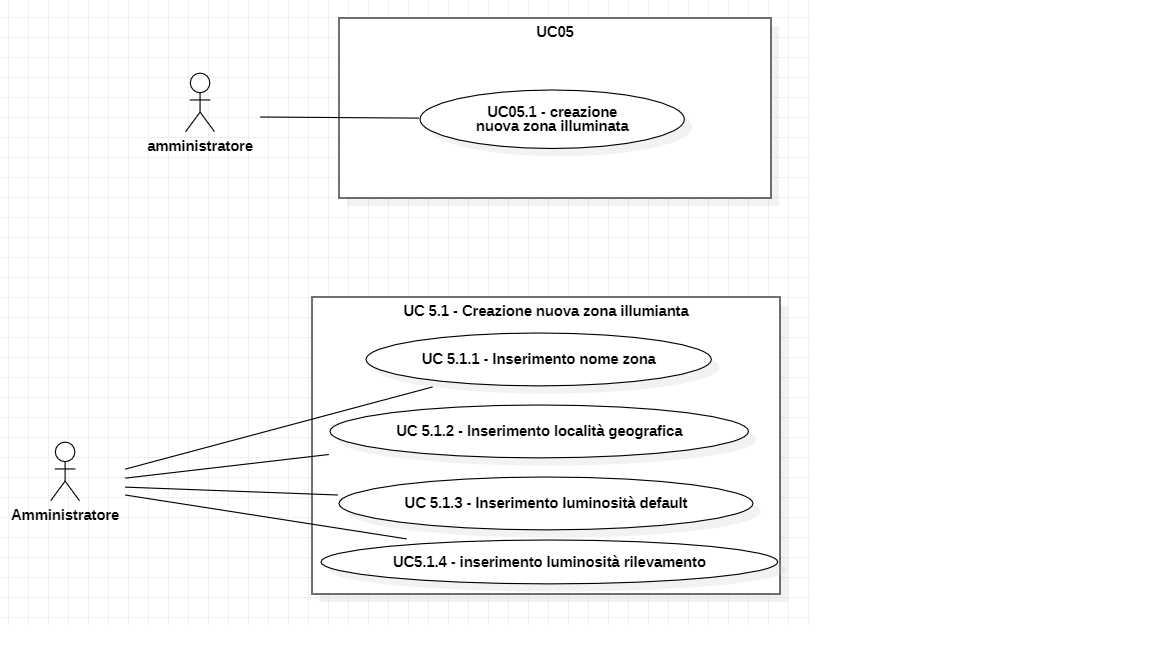 UC05
UC05.1 - creazione
nuova zona illuminata
amministratore
UC 5.1 - Creazione nuova zona illumianta
UC 5.1.1 - Inserimento nome zona
UC 5.1.2 - Inserimento località geografica
UC 5.1.3 - Inserimento luminosità default
Amministratore
UC5.1.4 - inserimento luminosità rilevamento